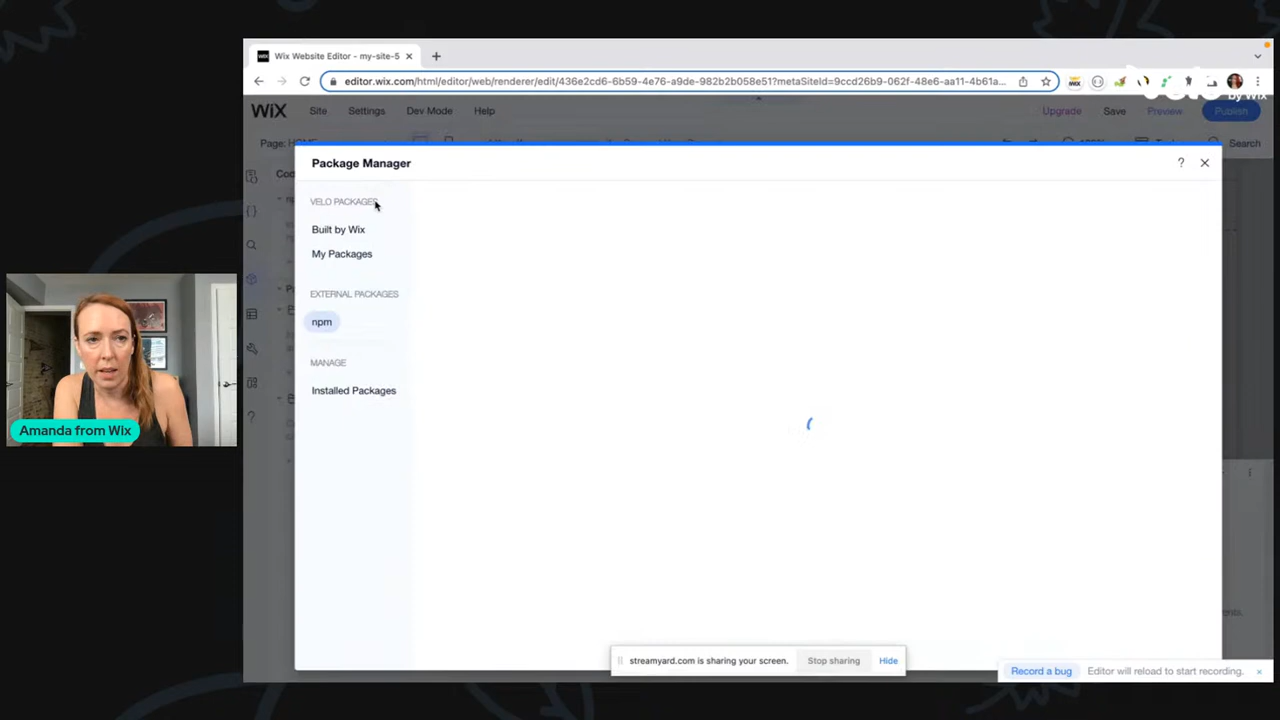 Wix Website Editor - my-site-5
editor.wix.com/html/editor/web/renderer/edit/436e2cd6-6b59-4e76-a9de-982b2b058e51?metaSiteId=9ccd26b9-062f-48e6-aa11-4b61a...
WiX Site Settings Dev Mode Help Upgrade Save Preview Publish
by Wix
Page: HOME Search
Package Manager ?
VELO PACKAGES
Built by Wix
My Packages
EXTERNAL PACKAGES
npm
MANAGE
Installed Packages
Amanda from Wix
streamyard.com is sharing your screen. Stop sharing Hide
Record a bug Editor will reload to start recording.